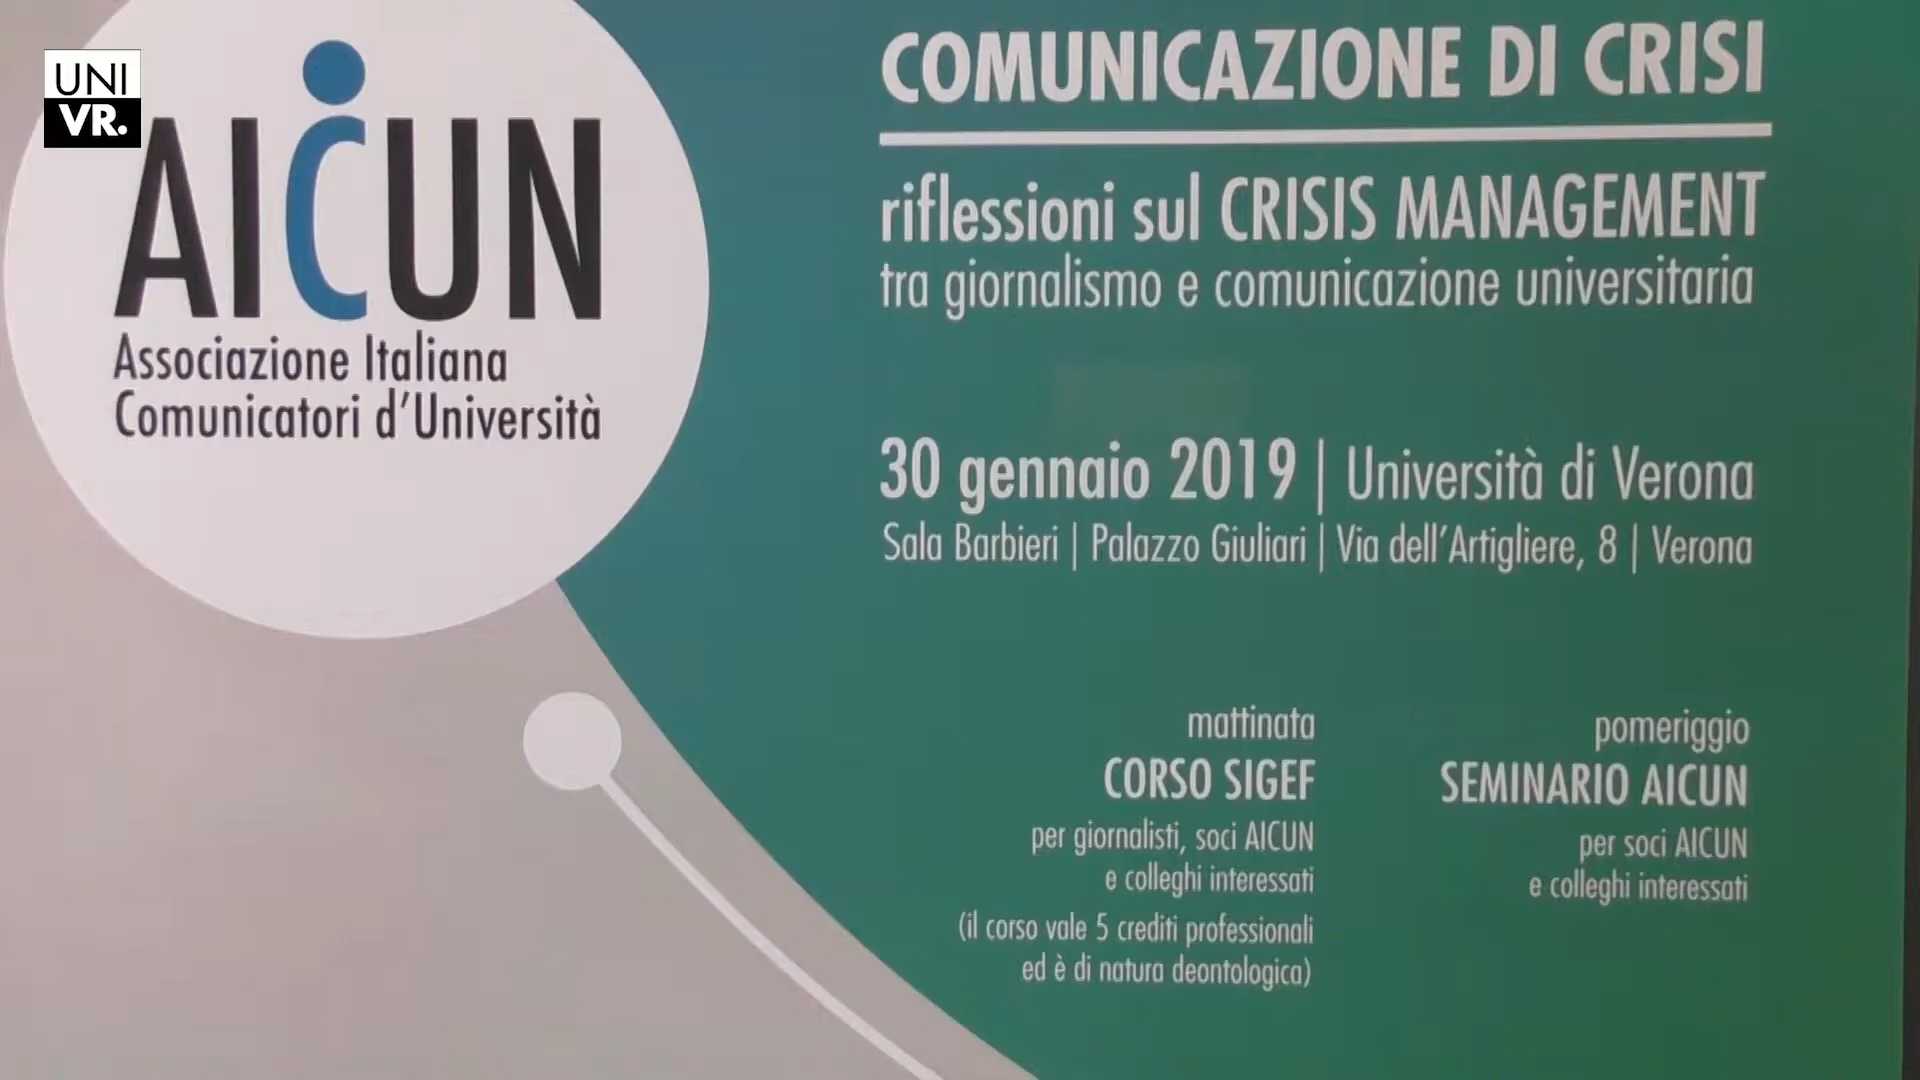 UNI
VR.
AICUN
Associazione Italiana
Comunicatori d'Università
COMUNICAZIONE DI CRISI
riflessioni sul CRISIS MANAGEMENT
tra giornalismo e comunicazione universitaria
30 gennaio 2019 | Università di Verona
Sala Barbieri | Palazzo Giuliari | Via dell'Artigliere, 8 | Verona
mattinata
CORSO SIGEF
per giornalisti, soci AICUN
e colleghi interessati
(il corso vale 5 crediti professionali
ed è di natura deontologica)
pomeriggio
SEMINARIO AICUN
per soci AICUN
e colleghi interessati